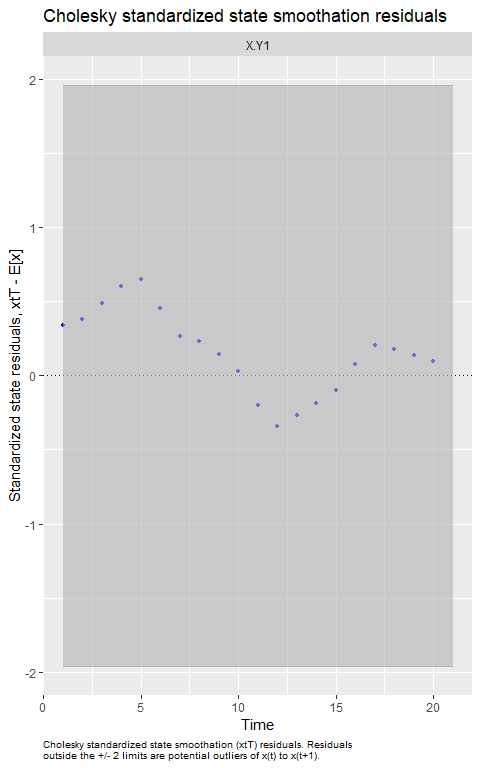 Cholesky standardized state smoothation residuals
X.Y1
Standardized state residuals, xtT - E[x]
2
1
0
-1
-2
0
5
10
15
20
Time
Cholesky standardized state smoothation (xtT) residuals. Residuals
outside the +/- 2 limits are potential outliers of x(t) to x(t+1).